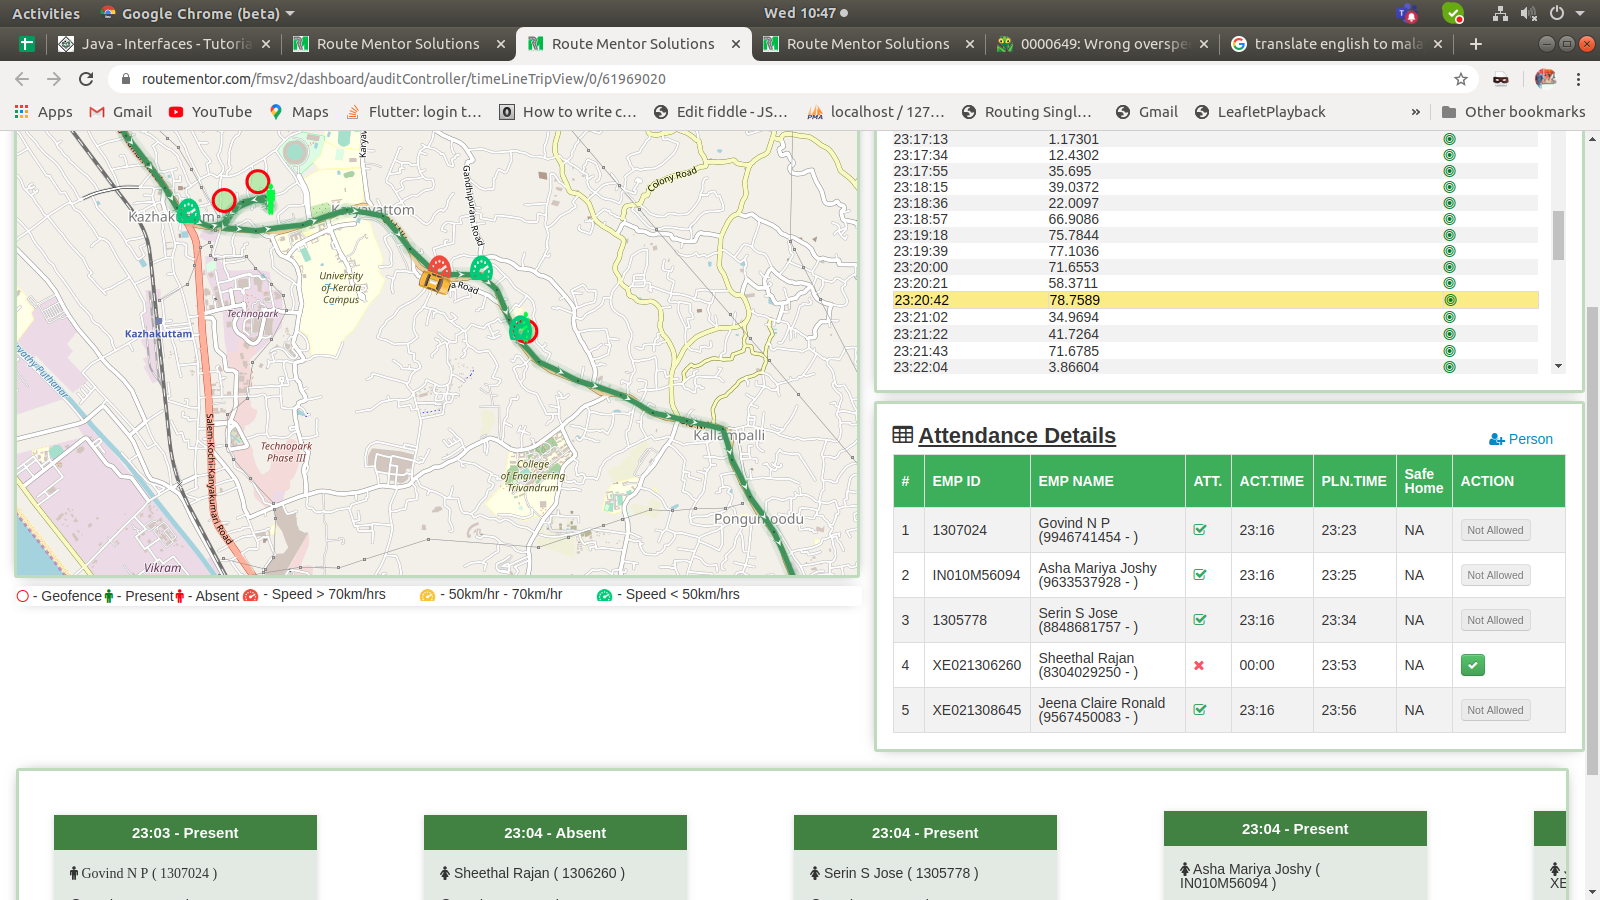 Activities
Google Chrome (beta)
Wed 10:47
Java - Interfaces - Tutoria
Route Mentor Solutions
Route Mentor Solutions
Route Mentor Solutions
0000649: Wrong overspe
translate english to mala
routementor.com/fmsv2/dashboard/auditController/timeLineTripView/0/61969020
Apps
Gmail
YouTube
Maps
Flutter: login t...
How to write c...
Edit fiddle - JS...
localhost / 127...
Routing Singl...
Gmail
LeafletPlayback
»
Other bookmarks
Colony Road
Gandhipuram Road
University
of Kerala
Campus
Technopark
Kazhakuttam
Technopark
Phase III
Salem-Kochi-Kanyakumari Road
College
of Engineering
Trivandrum
Kallampalli
Vikram
- Geofence - Present - Absent - Speed > 70km/hrs - 50km/hr - 70km/hr - Speed < 50km/hrs
23:17:13 1.17301
23:17:34 12.4302
23:17:55 35.695
23:18:15 39.0372
23:18:36 22.0097
23:18:57 66.9086
23:19:18 75.7844
23:19:39 77.1036
23:20:00 71.6553
23:20:21 58.3711
23:20:42 78.7589
23:21:02 34.9694
23:21:22 41.7264
23:21:43 71.6785
23:22:04 3.86604
Attendance Details
Person
# EMP ID EMP NAME ATT. ACT.TIME PLN.TIME Safe Home ACTION
1 1307024 Govind N P (9946741454 - ) 23:16 23:23 NA Not Allowed
2 IN010M56094 Asha Mariya Joshy (9633537928 - ) 23:16 23:25 NA Not Allowed
3 1305778 Serin S Jose (8848681757 - ) 23:16 23:34 NA Not Allowed
4 XE021306260 Sheethal Rajan (8304029250 - ) 00:00 23:53 NA
5 XE021308645 Jeena Claire Ronald (9567450083 - ) 23:16 23:56 NA Not Allowed
23:03 - Present
Govind N P ( 1307024 )
23:04 - Absent
Sheethal Rajan ( 1306260 )
23:04 - Present
Serin S Jose ( 1305778 )
23:04 - Present
Asha Mariya Joshy (
IN010M56094 )
XE